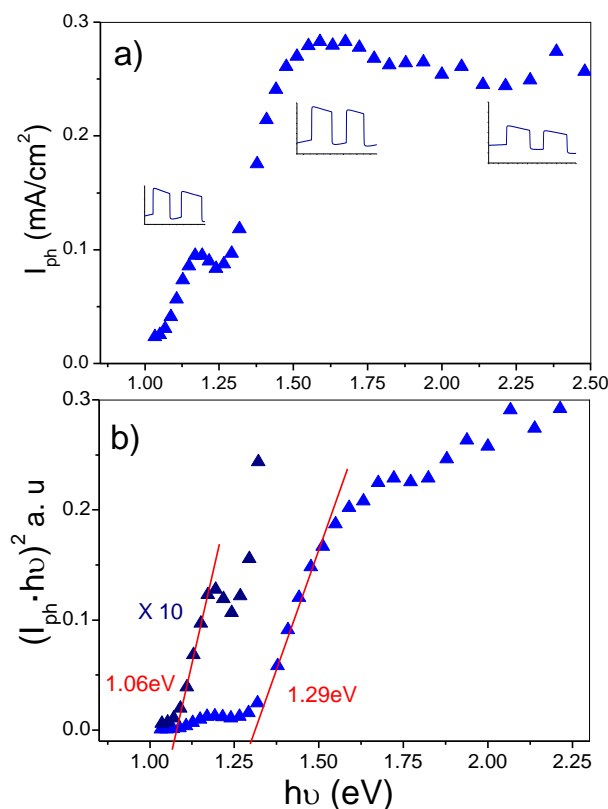 a)
I_ph (mA/cm²)
0.3
0.2
0.1
0.0
1.00 1.25 1.50 1.75 2.00 2.25 2.50
b)
(I_ph·hυ)² a. u
0.3
0.2
0.1
0.0
X 10
1.06eV
1.29eV
1.00 1.25 1.50 1.75 2.00 2.25
hυ (eV)